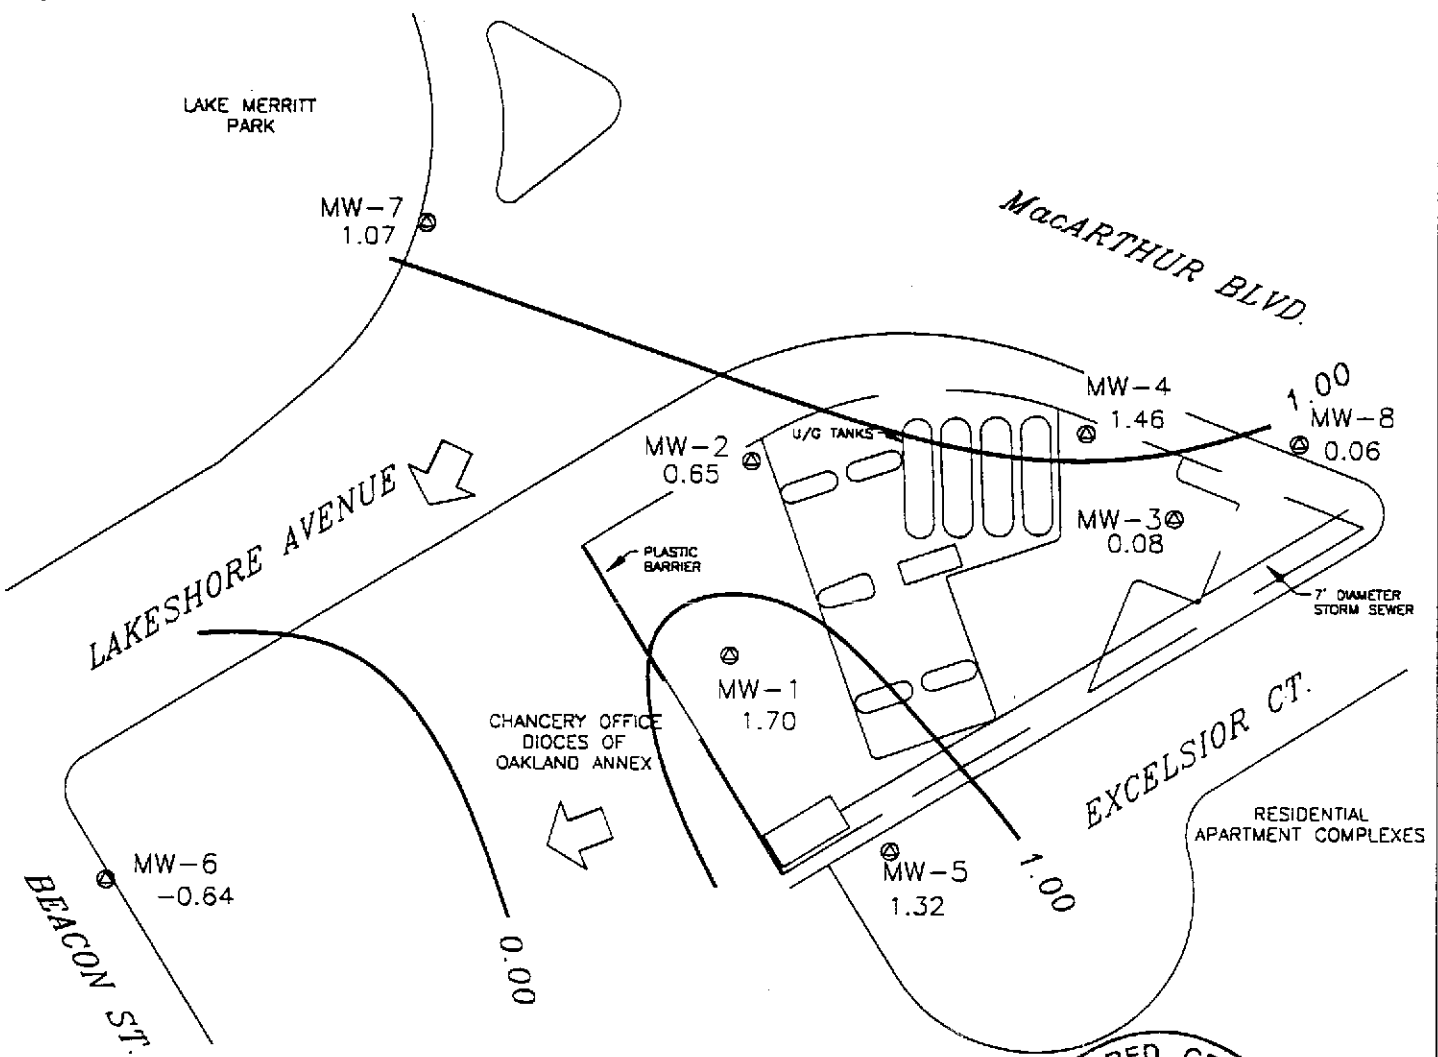 LAKE MERRITT
PARK
MW-7
1.07
MacARTHUR BLVD.
1.00
MW-4
1.46
MW-8
0.06
U/G TANKS
MW-2
0.65
LAKESHORE AVENUE
MW-3
0.08
PLASTIC
BARRIER
7' DIAMETER
STORM SEWER
MW-1
1.70
CHANCERY OFFICE
DIOCES OF
OAKLAND ANNEX
EXCELSIOR CT.
RESIDENTIAL
APARTMENT COMPLEXES
MW-6
-0.64
MW-5
1.32
1.00
BEACON ST.
0.00